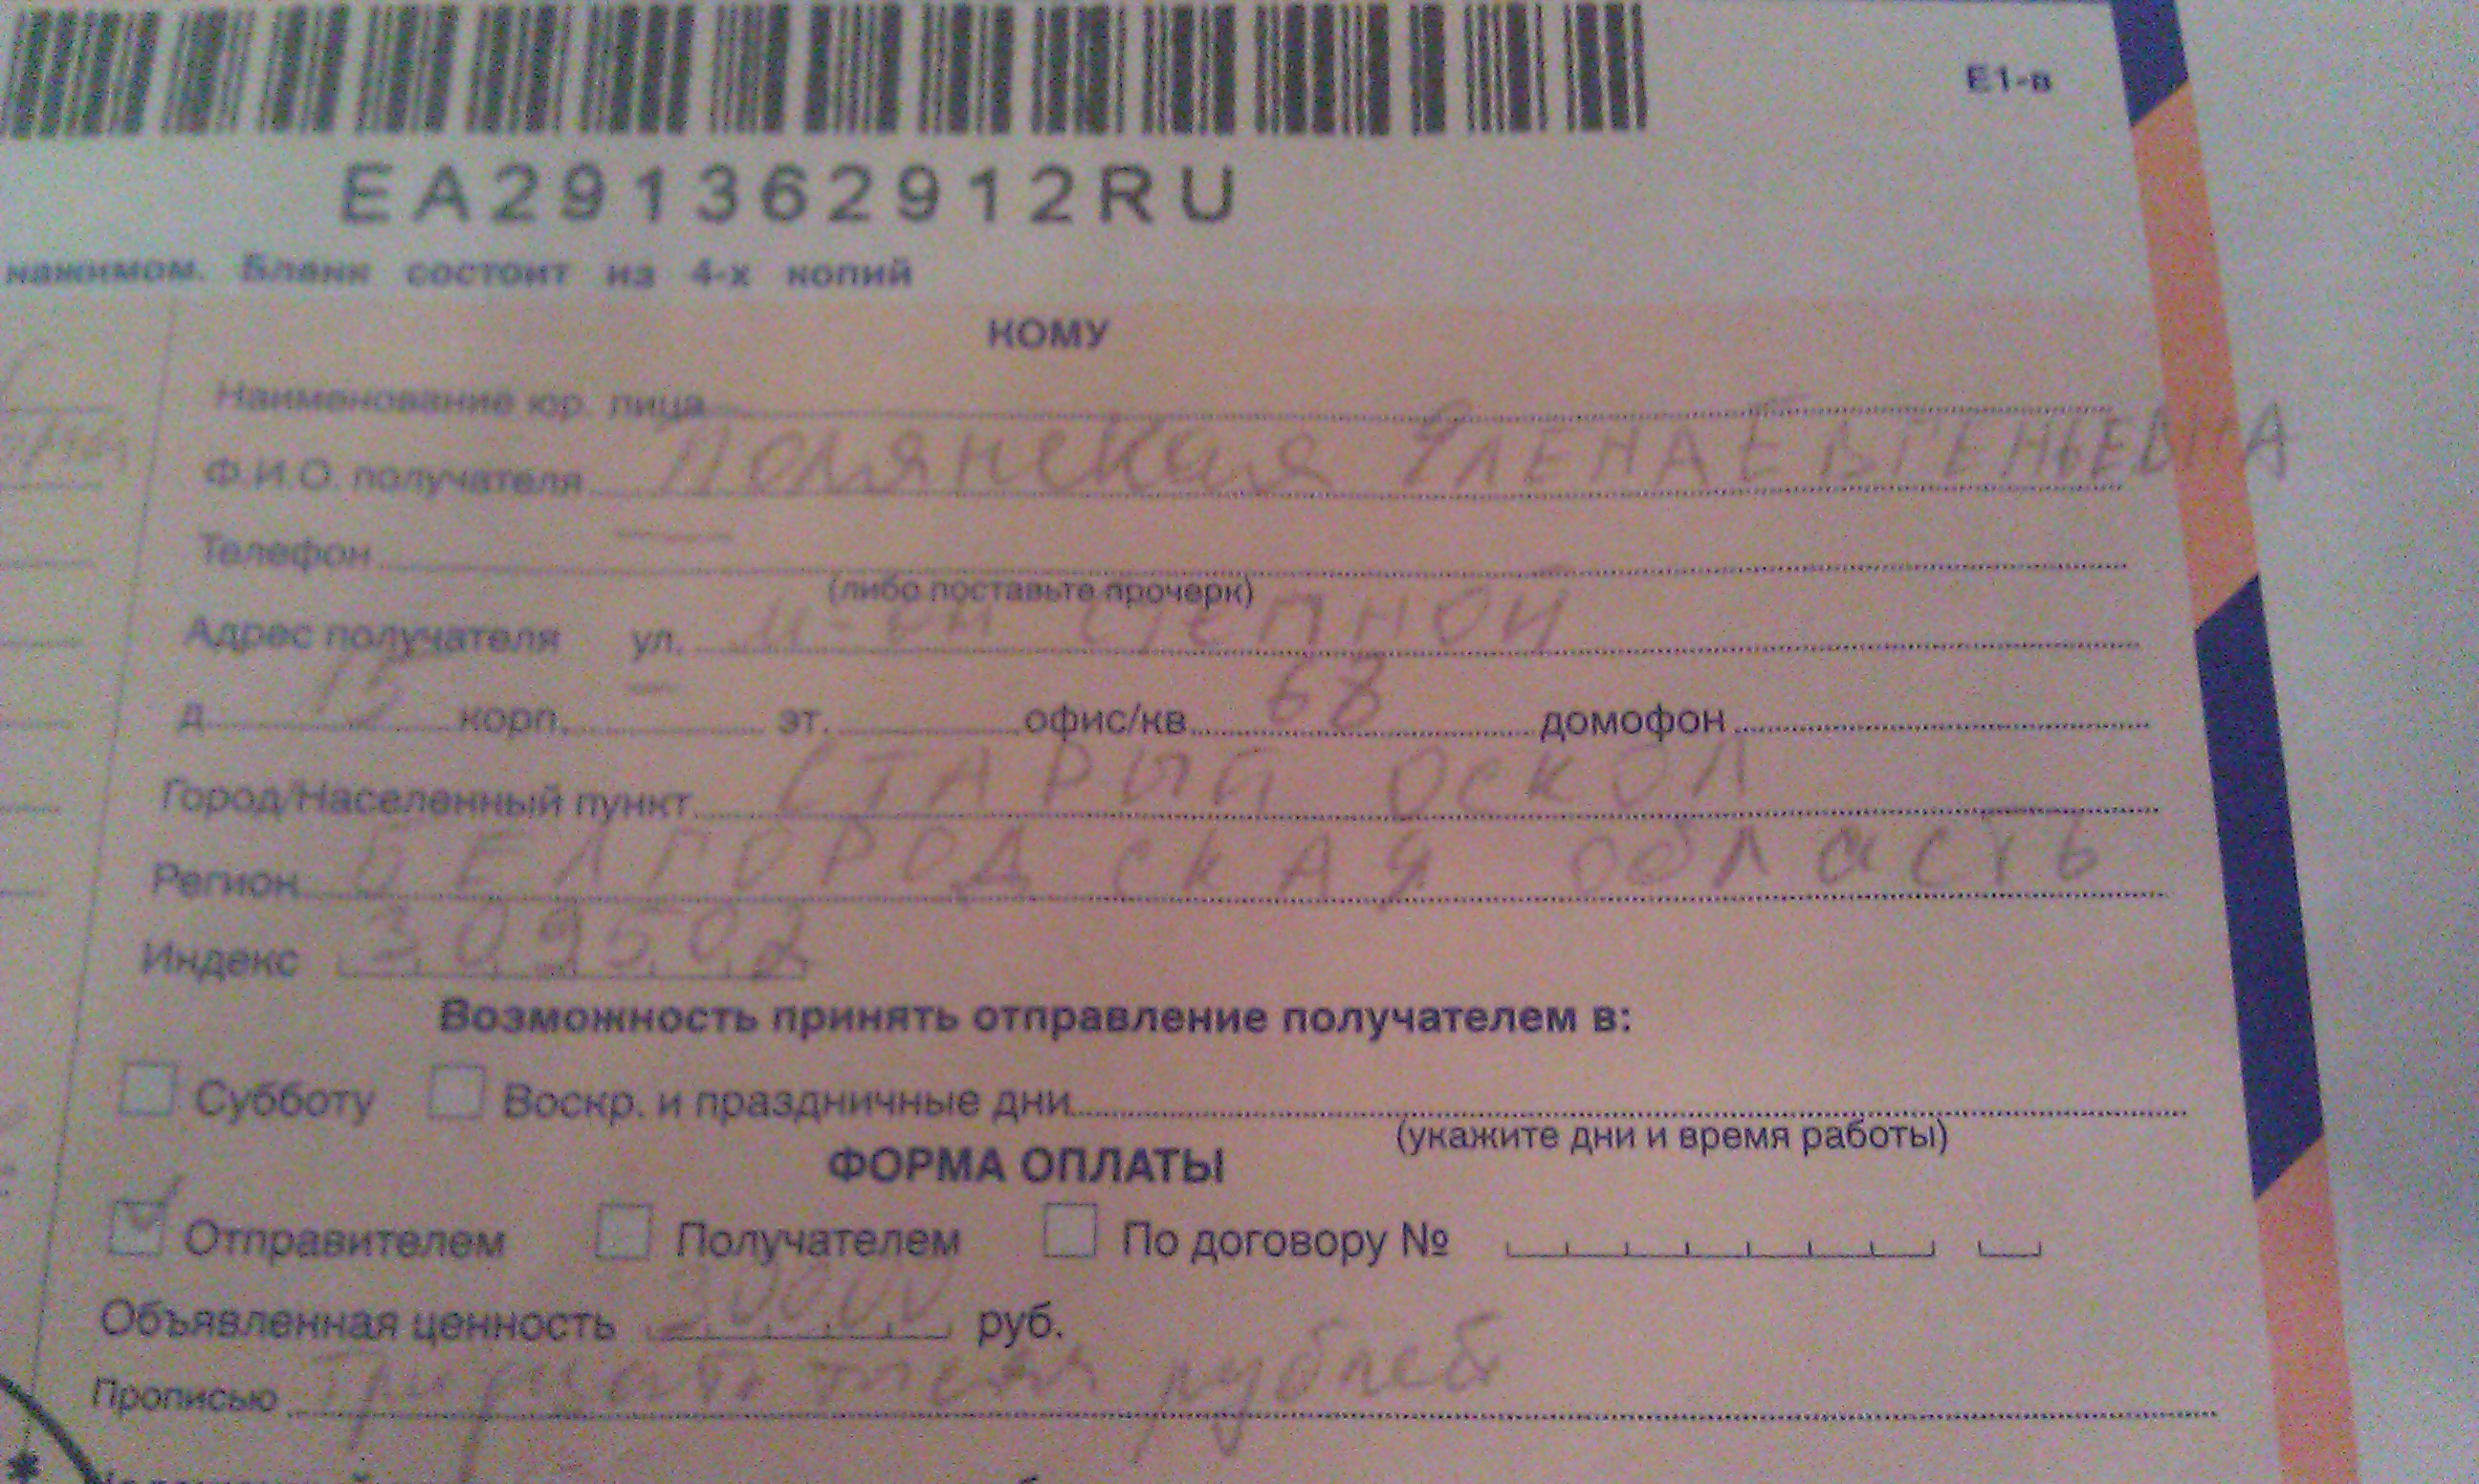 E1-в
EA291362912RU
нажимом. Бланк состоит из 4-х копий
КОМУ
Наименование юр. лица
Ф.И.О. получателя Полянская ЕЛЕНА ЕВГЕНЬЕВНА
Телефон —
(либо поставьте прочерк)
Адрес получателя ул. М-ОН СТЕПНОЙ
д. 15 корп. — эт. офис/кв. 68 домофон
Город/Населенный пункт СТАРЫЙ ОСКОЛ
Регион БЕЛГОРОДСКАЯ область
Индекс 309502
Возможность принять отправление получателем в:
Субботу Воскр. и праздничные дни
(укажите дни и время работы)
ФОРМА ОПЛАТЫ
Отправителем Получателем По договору №
Объявленная ценность 30000 руб.
Прописью Тридцать тысяч рублей